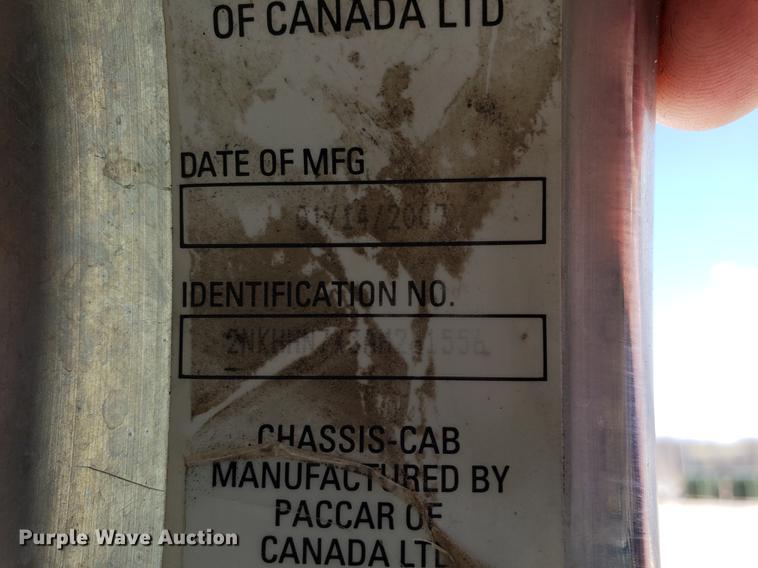 OF CANADA LTD
DATE OF MFG
IDENTIFICATION NO.
CHASSIS-CAB
MANUFACTURED BY
PACCAR OF
CANADA LTD
Purple Wave Auction